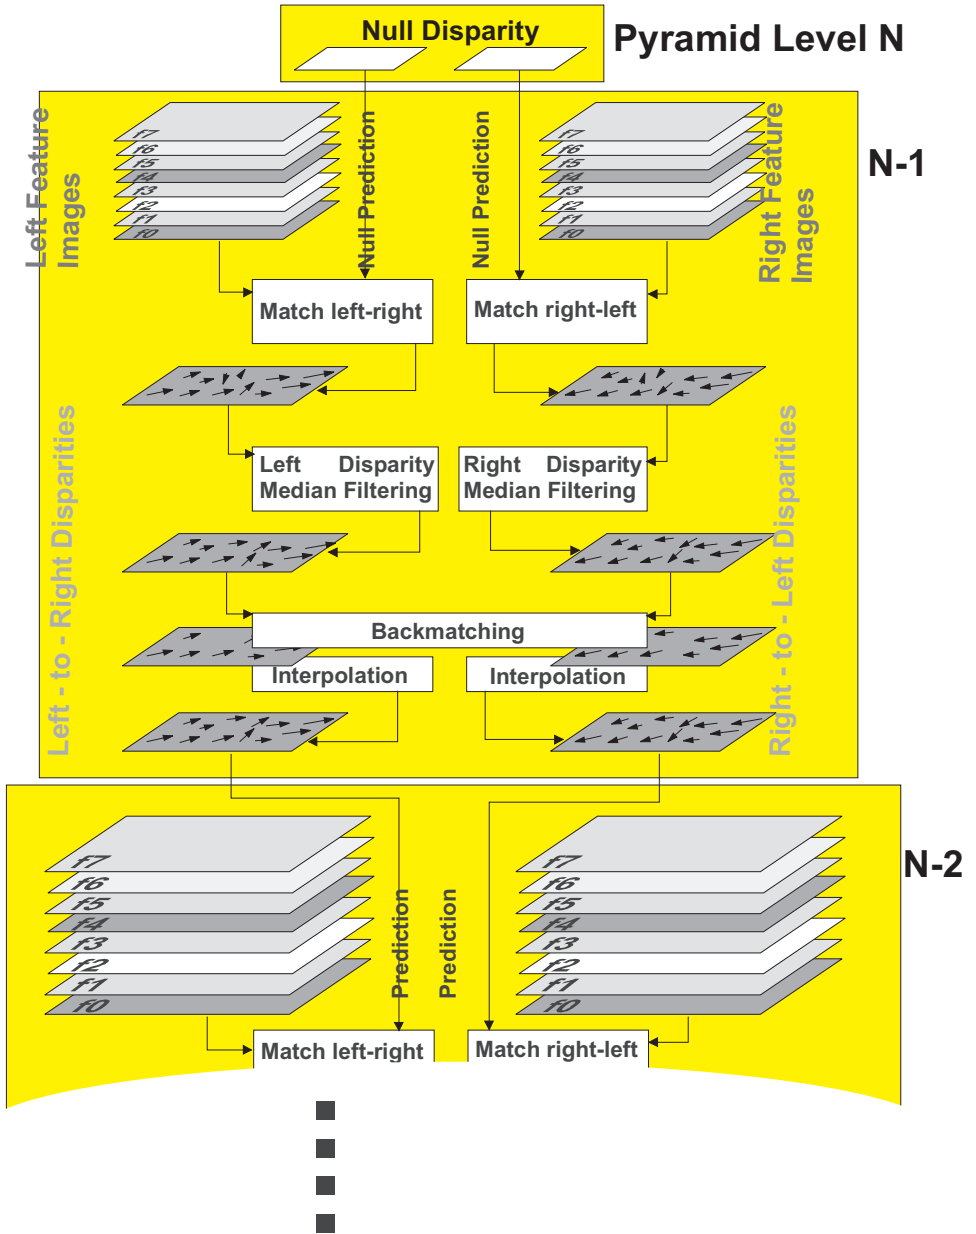 Null Disparity
Pyramid Level N
Left Feature
Images
f7
f6
f5
f4
f3
f2
f1
f0
Null Prediction
Null Prediction
f7
f6
f5
f4
f3
f2
f1
f0
Right Feature
Images
N-1
Match left-right
Match right-left
Left - to - Right Disparities
Left Disparity
Median Filtering
Right Disparity
Median Filtering
Right - to - Left Disparities
Backmatching
Interpolation
Interpolation
N-2
f7
f6
f5
f4
f3
f2
f1
f0
Prediction
Prediction
f7
f6
f5
f4
f3
f2
f1
f0
Match left-right
Match right-left